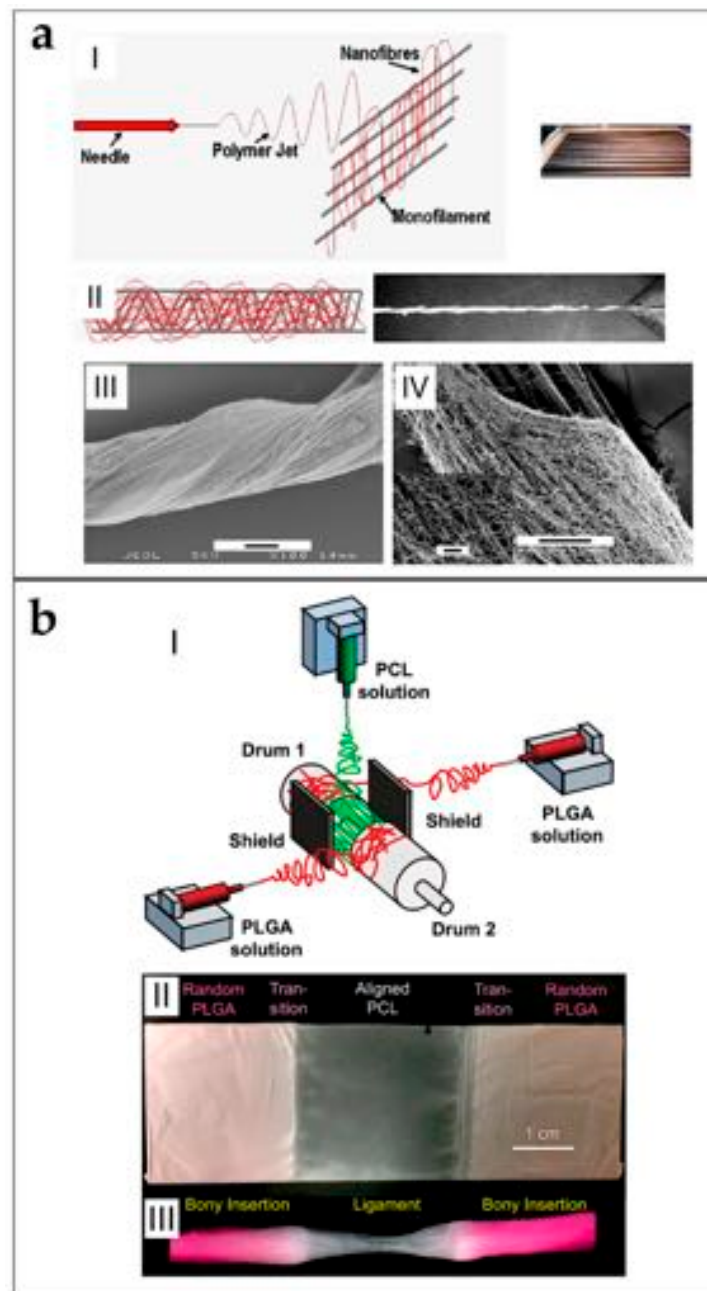 a
I
Nanofibres
Needle
Polymer Jet
Monofilament
II
III
IV
JEOL
b
I
PCL
solution
Drum 1
Shield
Shield
PLGA
solution
PLGA
solution
Drum 2
II
Random
PLGA
Tran-
sition
Aligned
PCL
Tran-
sition
Random
PLGA
1 cm
III
Bony Insertion
Ligament
Bony Insertion